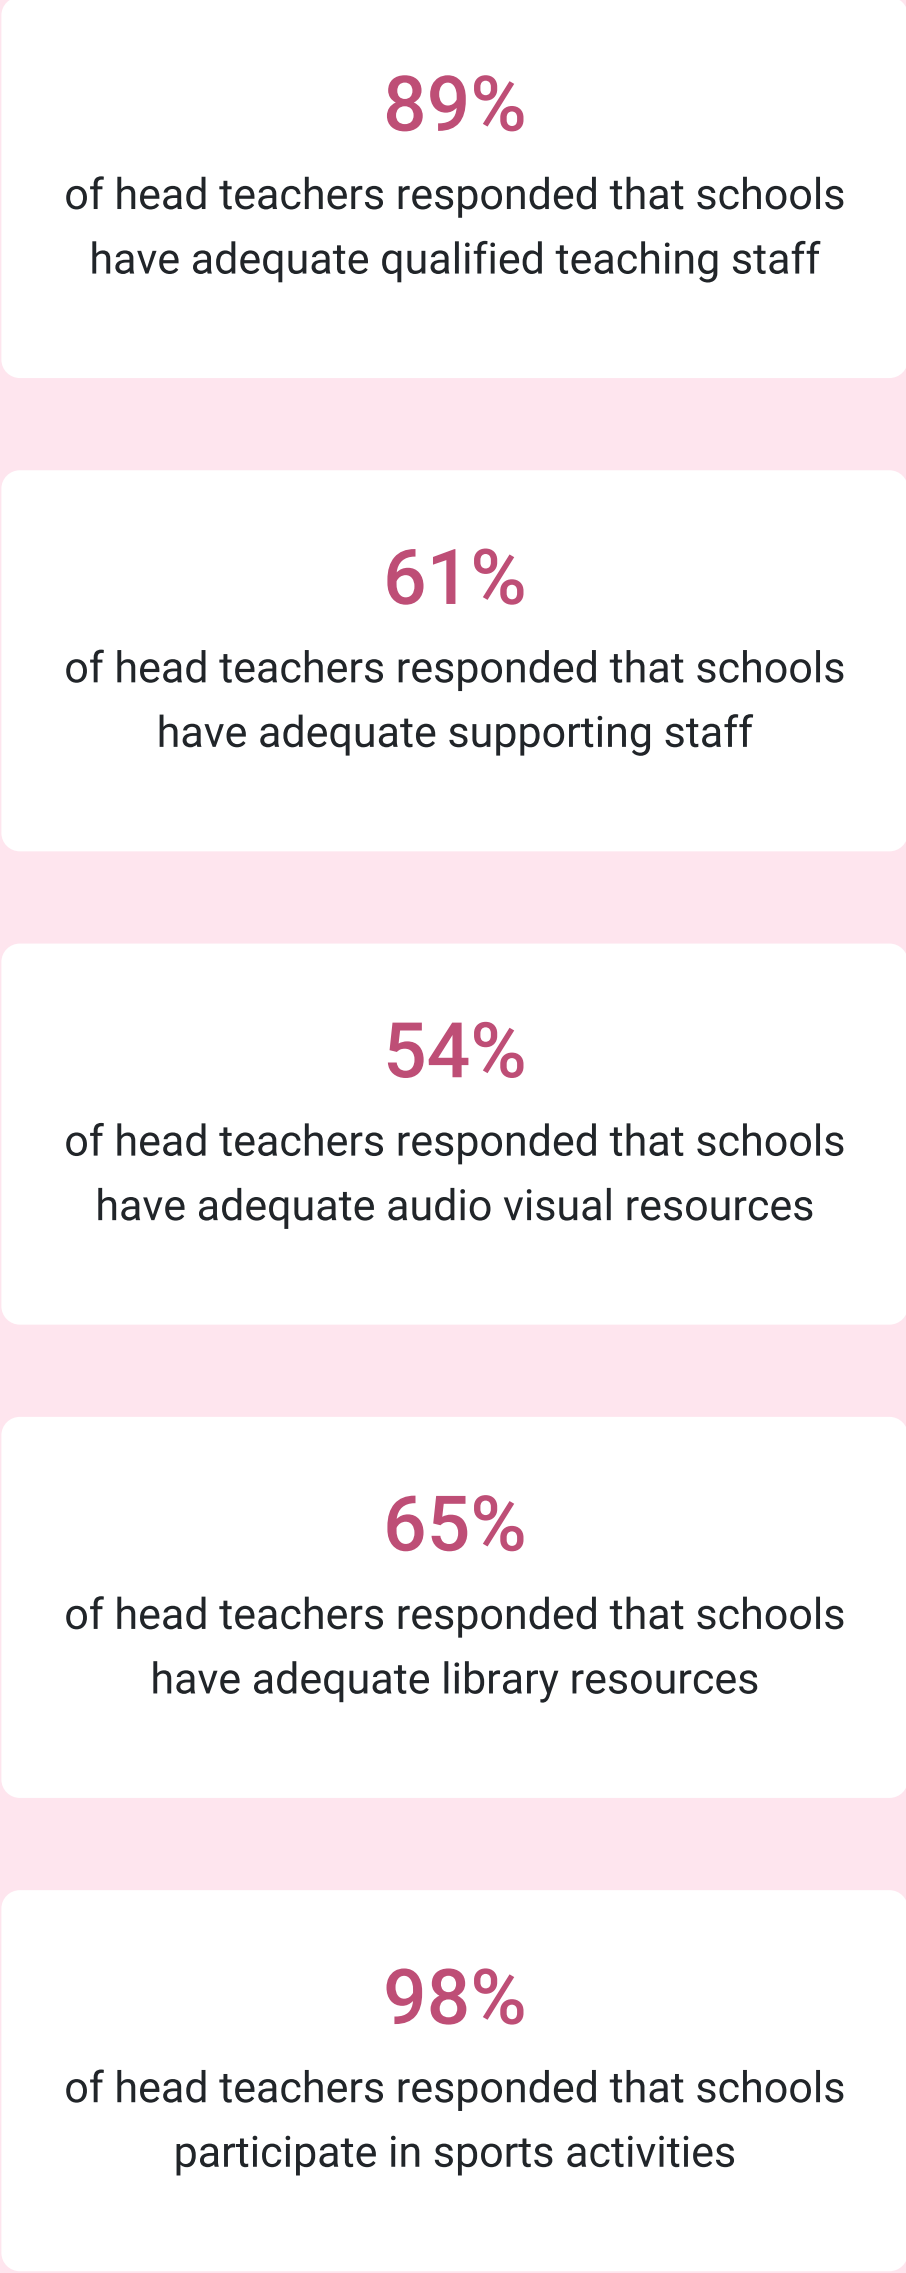 89%
of head teachers responded that schools
have adequate qualified teaching staff
61%
of head teachers responded that schools
have adequate supporting staff
54%
of head teachers responded that schools
have adequate audio visual resources
65%
of head teachers responded that schools
have adequate library resources
98%
of head teachers responded that schools
participate in sports activities